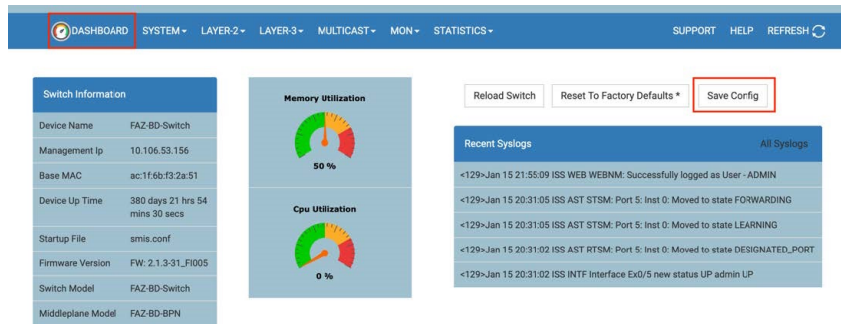 DASHBOARD SYSTEM LAYER-2 LAYER-3 MULTICAST MON STATISTICS SUPPORT HELP REFRESH
Switch Information
Device Name FAZ-BD-Switch
Management Ip 10.106.53.156
Base MAC ac:1f:6b:f3:2a:51
Device Up Time 380 days 21 hrs 54
mins 30 secs
Startup File smis.conf
Firmware Version FW: 2.1.3-31_FI005
Switch Model FAZ-BD-Switch
Middleplane Model FAZ-BD-BPN
Memory Utilization
50 %
Cpu Utilization
0 %
Reload Switch Reset To Factory Defaults * Save Config
Recent Syslogs All Syslogs
<129>Jan 15 21:55:09 ISS WEB WEBNM: Successfully logged as User - ADMIN
<129>Jan 15 20:31:05 ISS AST STSM: Port 5: Inst 0: Moved to state FORWARDING
<129>Jan 15 20:31:05 ISS AST STSM: Port 5: Inst 0: Moved to state LEARNING
<129>Jan 15 20:31:02 ISS AST RTSM: Port 5: Inst 0: Moved to state DESIGNATED_PORT
<129>Jan 15 20:31:02 ISS INTF Interface Ex0/5 new status UP admin UP